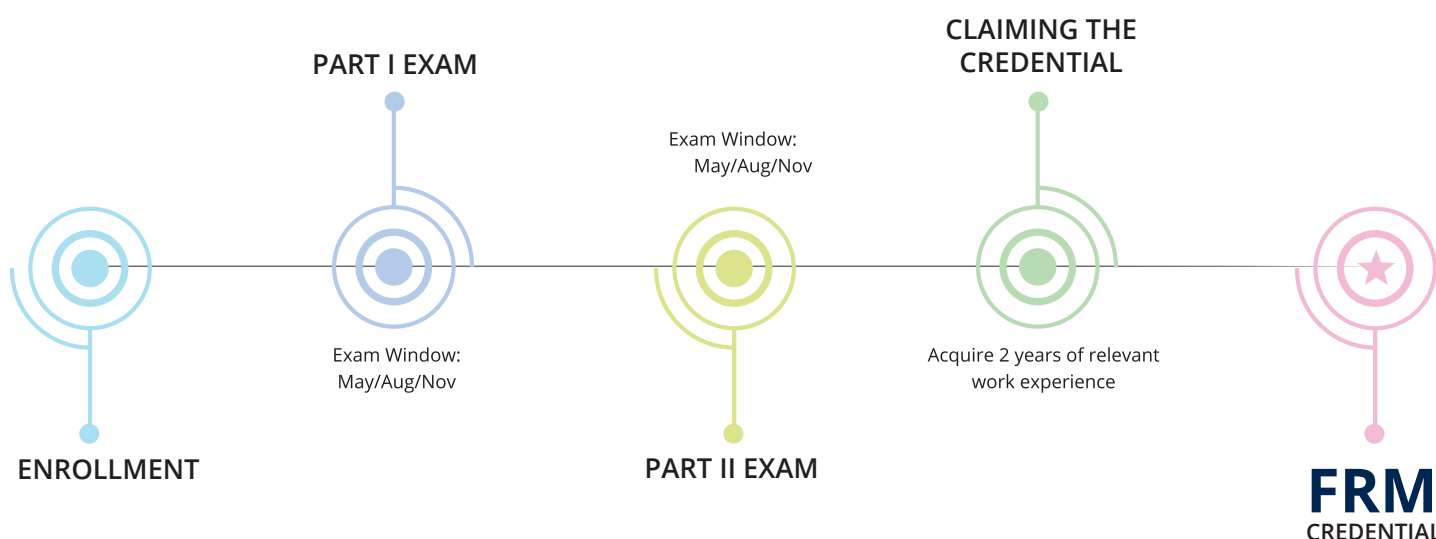 ENROLLMENT
PART I EXAM
Exam Window:
May/Aug/Nov
Exam Window:
May/Aug/Nov
PART II EXAM
CLAIMING THE
CREDENTIAL
Acquire 2 years of relevant
work experience
FRM
CREDENTIAL